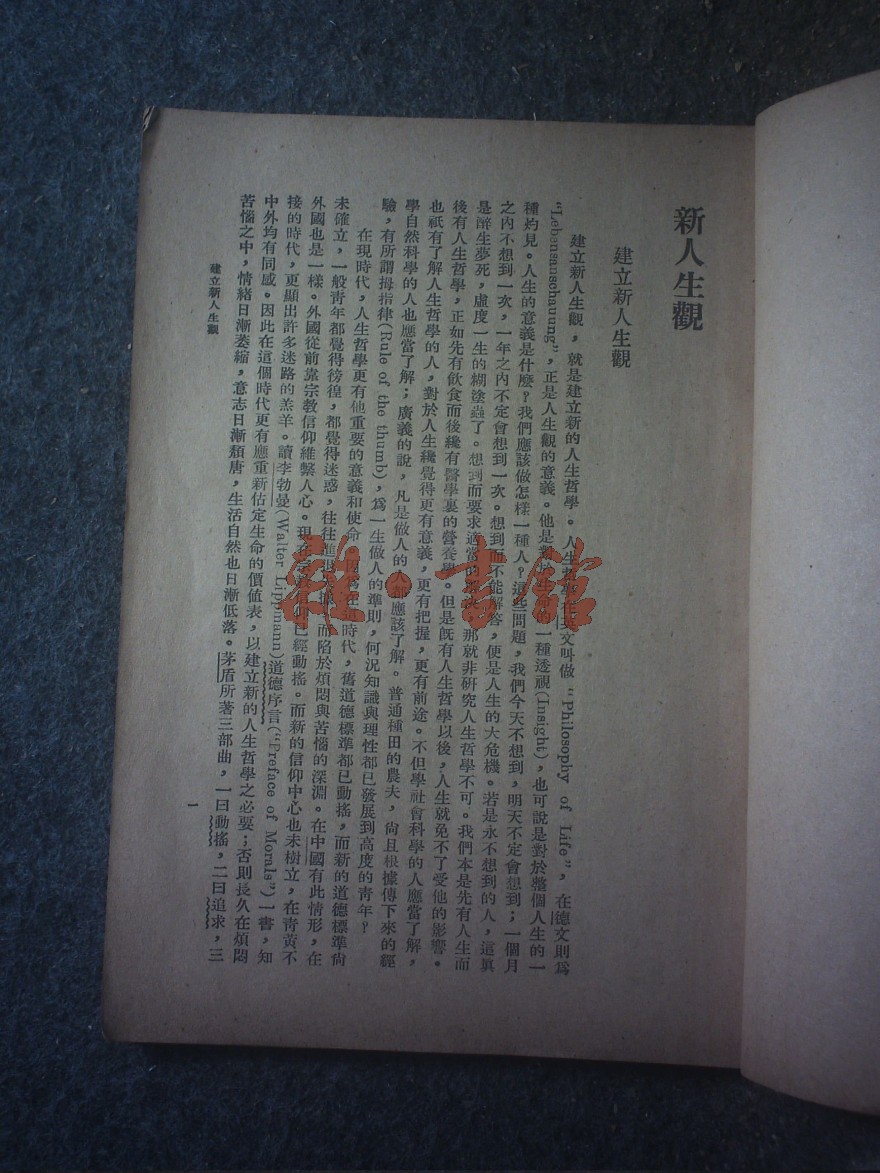 新人生觀
建立新人生觀
建立新人生觀，就是建立新的人生哲學。人生哲學在英文叫做 "Philosophy of Life"，在德文則爲
"Lebensanschauung"，正是人生觀的意義。他是對於生命的一種透視(Insight)，也可說是對於整個人生的一
種灼見。人生的意義是什麼？我們應該做怎樣一種人？這些問題，我們今天不想到，明天不定會想到；一個月
之內不想到一次，一年之內不定會想到一次。想到而不能解答，便是人生的大危機。若是永不想到的人，這眞
是醉生夢死，虛度一生的糊塗蟲了。想到而要求適當的解決，那就非研究人生哲學不可。我們本是先有人生而
後有人生哲學，正如先有飲食而後纔有醫學裏的營養學。但是既有人生哲學以後，人生就免不了受他的影響。
也祇有了解人生哲學的人，對於人生纔覺得更有意義，更有把握，更有前途。不但學社會科學的人應當了解，
學自然科學的人也應當了解；廣義的說，凡是做人的人都應該了解。普通種田的農夫，尙且根據傳下來的經
驗，有所謂拇指律(Rule of the thumb)，爲一生做人的準則，何況知識與理性都已發展到高度的靑年？
在現時代，人生哲學更有他重要的意義和使命。因爲在這時代，舊道德標準都已動搖，而新的道德標準尙
未確立，一般靑年都覺得徬徨，都覺得迷惑，往往進退失據，而陷於煩悶與苦惱的深淵。在中國有此情形，在
外國也是一樣。外國從前靠宗教信仰維繫人心。現在宗教信仰已經動搖。而新的信仰中心也未樹立，在靑黃不
接的時代，更顯出許多迷路的羔羊。讀李勃曼(Walter Lippmann)道德序言("Preface of Morals")一書，知
中外均有同感。因此在這個時代更有應重新估定生命的價值表，以建立新的人生哲學之必要；否則長久在煩悶
苦惱之中，情緒日漸萎縮，意志日漸頹唐，生活自然也日漸低落。茅盾所著三部曲，一曰動搖，二曰追求，三
建立新人生觀
一
雜·書館